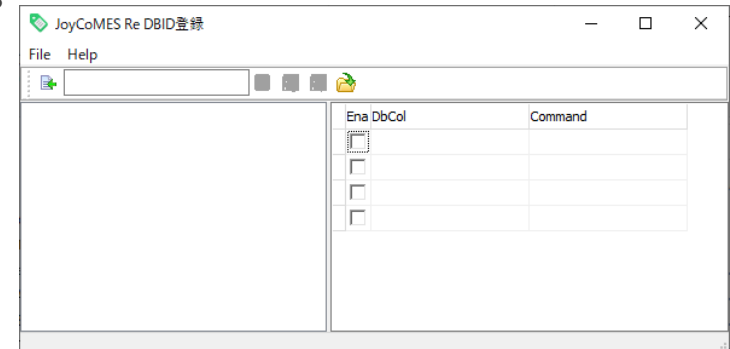 JoyCoMES Re DBID登録
File Help
Ena DbCol Command